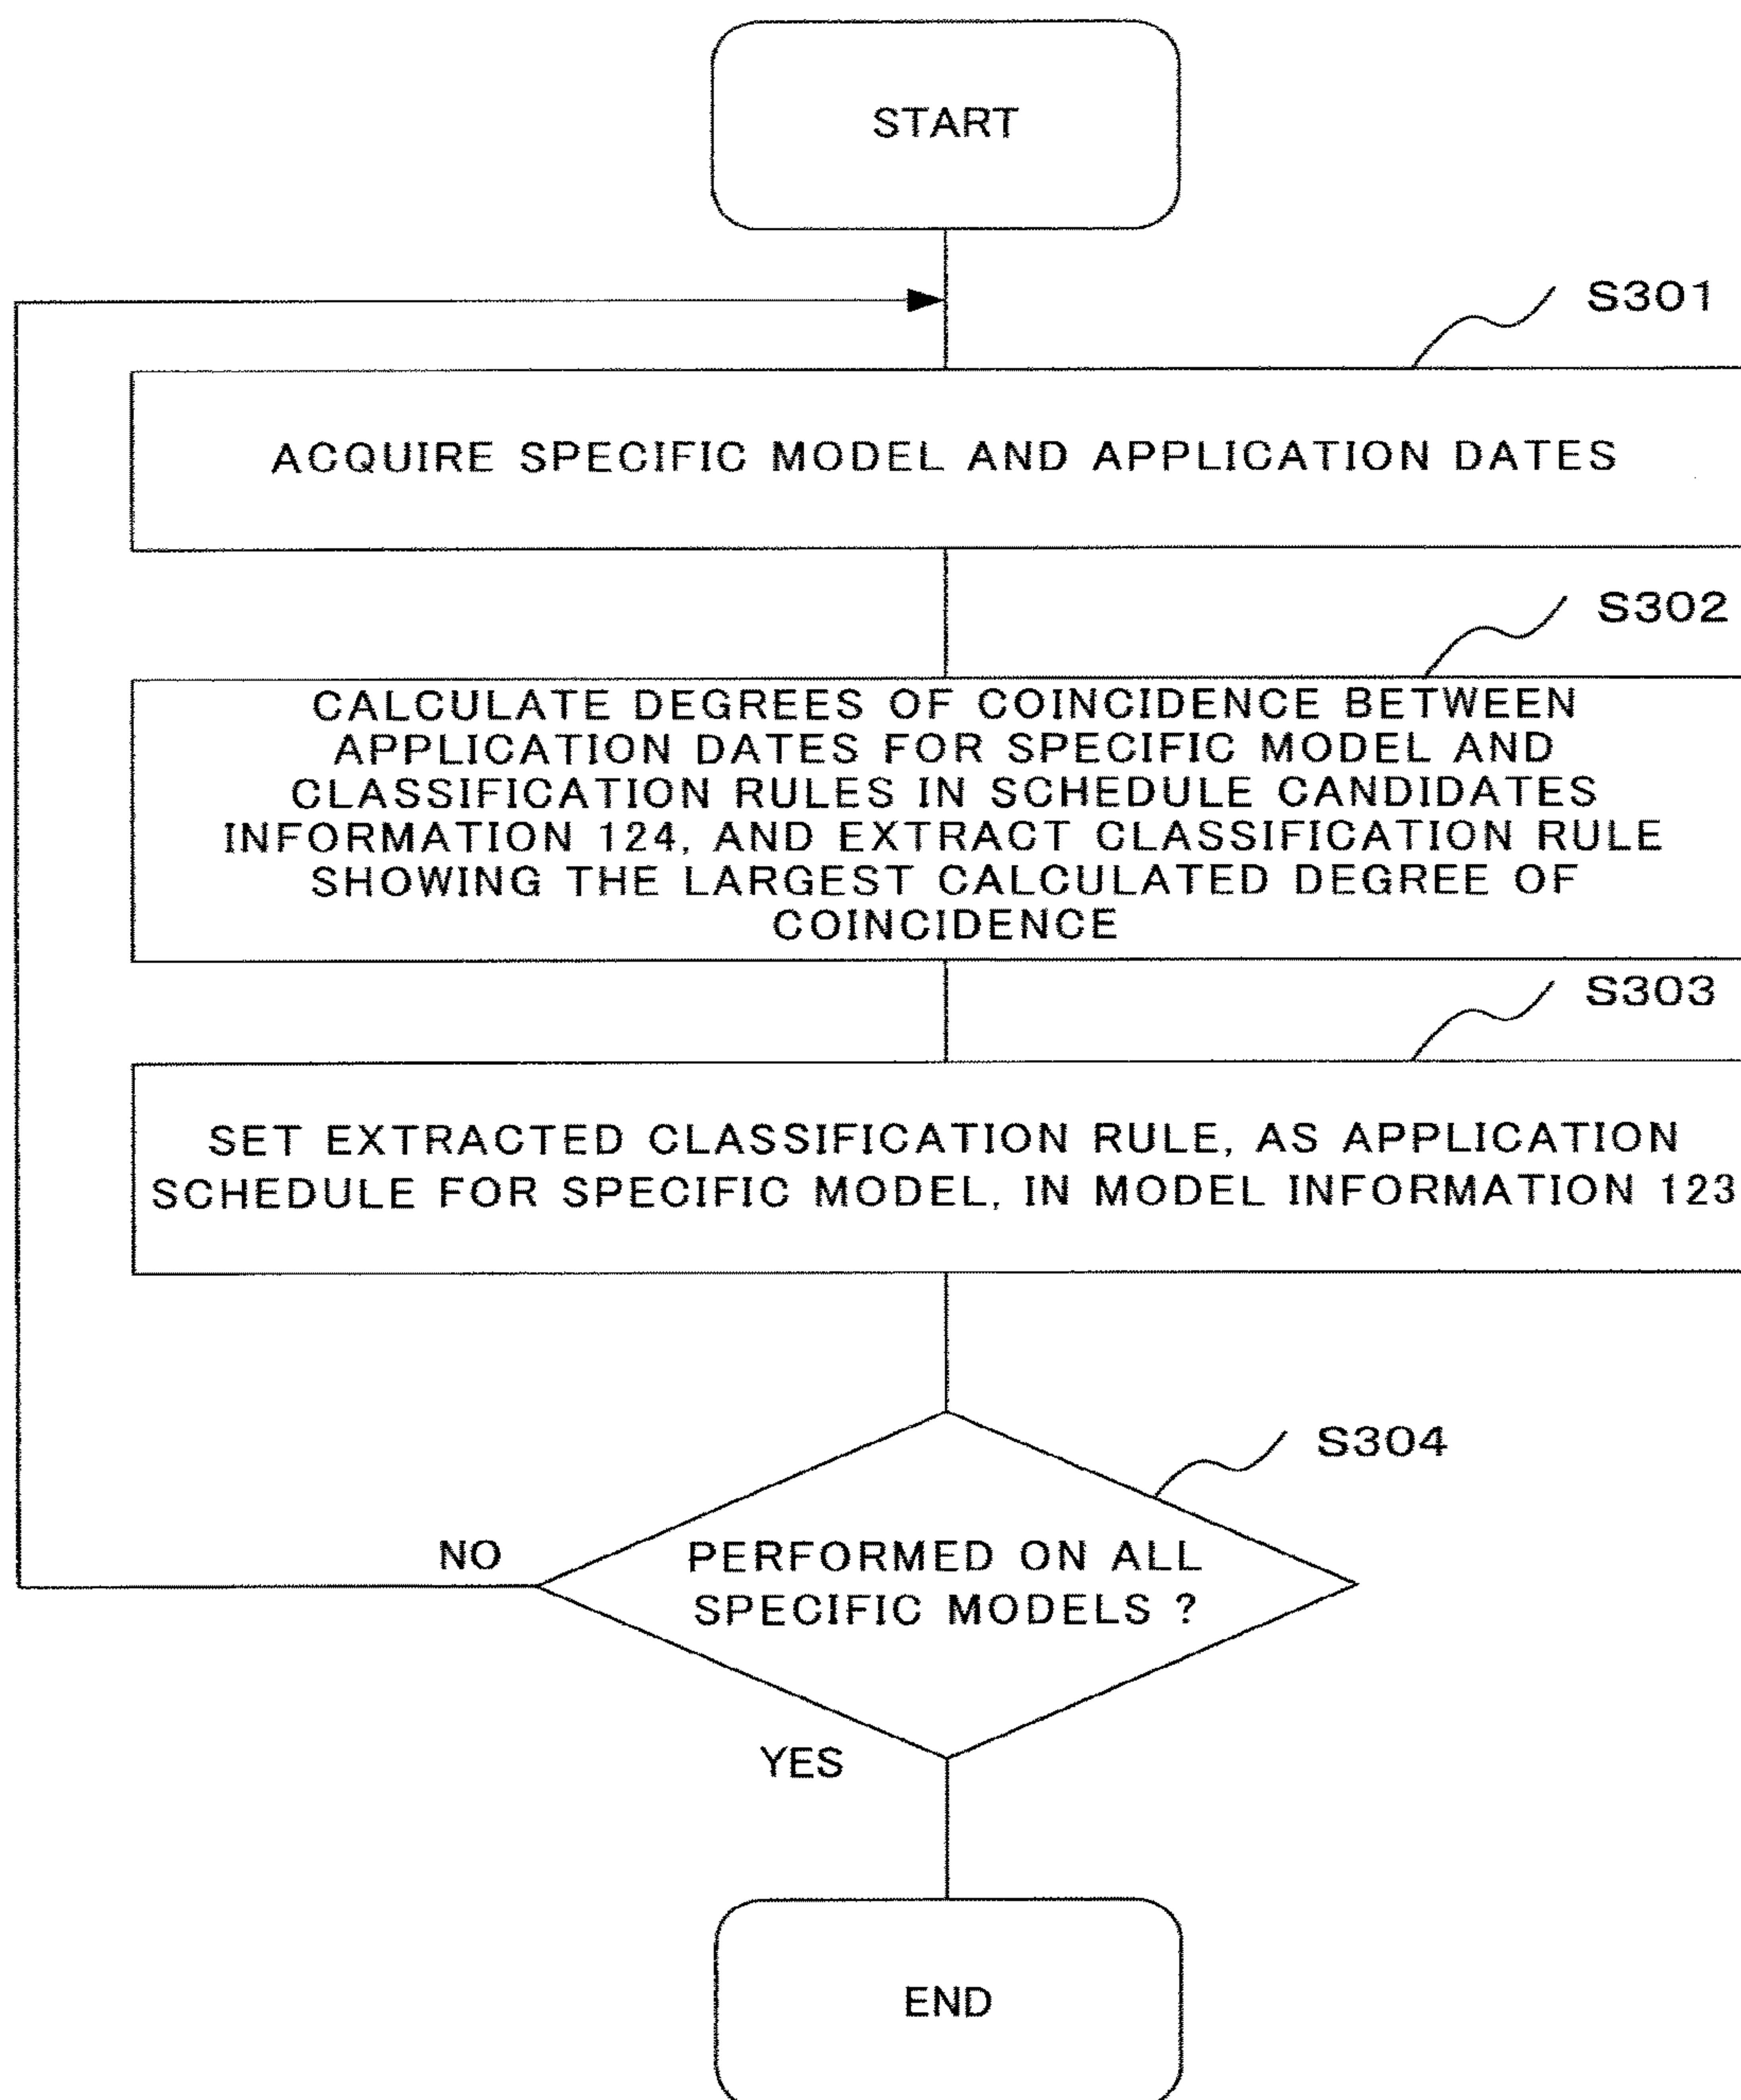 START
S301
ACQUIRE SPECIFIC MODEL AND APPLICATION DATES
S302
CALCULATE DEGREES OF COINCIDENCE BETWEEN
APPLICATION DATES FOR SPECIFIC MODEL AND
CLASSIFICATION RULES IN SCHEDULE CANDIDATES
INFORMATION 124, AND EXTRACT CLASSIFICATION RULE
SHOWING THE LARGEST CALCULATED DEGREE OF
COINCIDENCE
S303
SET EXTRACTED CLASSIFICATION RULE, AS APPLICATION
SCHEDULE FOR SPECIFIC MODEL, IN MODEL INFORMATION 123
S304
NO
PERFORMED ON ALL
SPECIFIC MODELS ?
YES
END